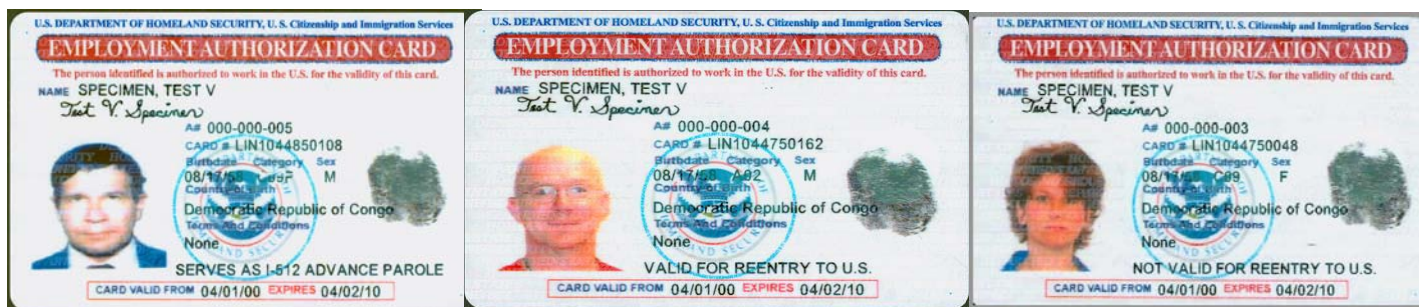 U.S. DEPARTMENT OF HOMELAND SECURITY, U. S. Citizenship and Immigration Services
EMPLOYMENT AUTHORIZATION CARD
The person identified is authorized to work in the U.S. for the validity of this card.
NAME SPECIMEN, TEST V
Test V. Specimen
A# 000-000-005
CARD # LIN1044850108
Birthdate Category Sex
08/17/58 M
Country of Birth
Democratic Republic of Congo
Terms And Conditions
None
SERVES AS I-512 ADVANCE PAROLE
CARD VALID FROM 04/01/00 EXPIRES 04/02/10
U.S. DEPARTMENT OF HOMELAND SECURITY, U. S. Citizenship and Immigration Services
EMPLOYMENT AUTHORIZATION CARD
The person identified is authorized to work in the U.S. for the validity of this card.
NAME SPECIMEN, TEST V
Test V. Specimen
A# 000-000-004
CARD # LIN1044750162
Birthdate Category Sex
08/17/58 A02 M
Country of Birth
Democratic Republic of Congo
Terms And Conditions
None
VALID FOR REENTRY TO U.S.
CARD VALID FROM 04/01/00 EXPIRES 04/02/10
U.S. DEPARTMENT OF HOMELAND SECURITY, U. S. Citizenship and Immigration Services
EMPLOYMENT AUTHORIZATION CARD
The person identified is authorized to work in the U.S. for the validity of this card.
NAME SPECIMEN, TEST V
Test V. Specimen
A# 000-000-003
CARD # LIN1044750048
Birthdate Category Sex
08/17/58 C09 F
Country of Birth
Democratic Republic of Congo
Terms And Conditions
None
NOT VALID FOR REENTRY TO U.S.
CARD VALID FROM 04/01/00 EXPIRES 04/02/10